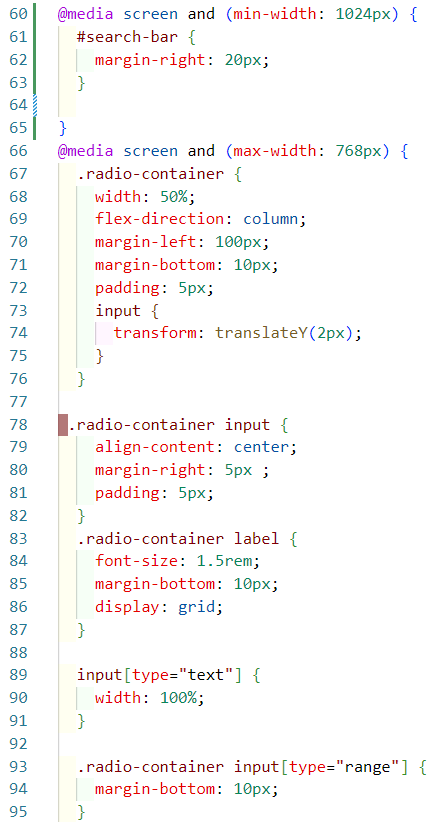 60 @media screen and (min-width: 1024px) {
61   #search-bar {
62     margin-right: 20px;
63   }
64
65 }
66 @media screen and (max-width: 768px) {
67   .radio-container {
68     width: 50%;
69     flex-direction: column;
70     margin-left: 100px;
71     margin-bottom: 10px;
72     padding: 5px;
73     input {
74       transform: translateY(2px);
75     }
76   }
77
78  .radio-container input {
79     align-content: center;
80     margin-right: 5px ;
81     padding: 5px;
82   }
83   .radio-container label {
84     font-size: 1.5rem;
85     margin-bottom: 10px;
86     display: grid;
87   }
88
89   input[type="text"] {
90     width: 100%;
91   }
92
93   .radio-container input[type="range"] {
94     margin-bottom: 10px;
95   }